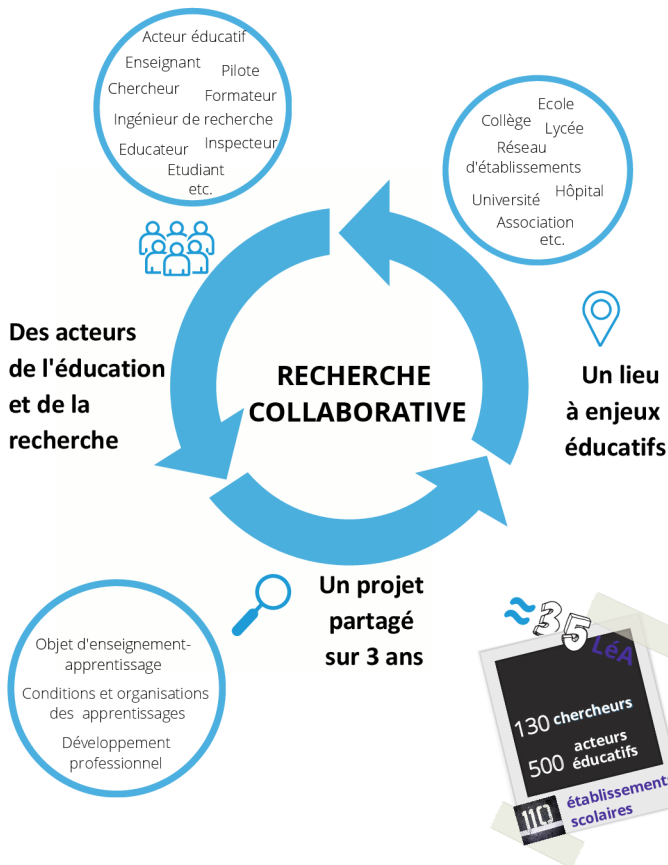 Acteur éducatif
Enseignant
Pilote
Chercheur
Formateur
Ingénieur de recherche
Educateur
Inspecteur
Etudiant
etc.
Ecole
Collège
Lycée
Réseau
d'établissements
Université
Hôpital
Association
etc.
Des acteurs
de l'éducation
et de la
recherche
RECHERCHE
COLLABORATIVE
Un lieu
à enjeux
éducatifs
Un projet
partagé
sur 3 ans
Objet d'enseignement-
apprentissage
Conditions et organisations
des apprentissages
Développement
professionnel
≈35
LéA
130 chercheurs
500 acteurs
éducatifs
110 établissements
scolaires